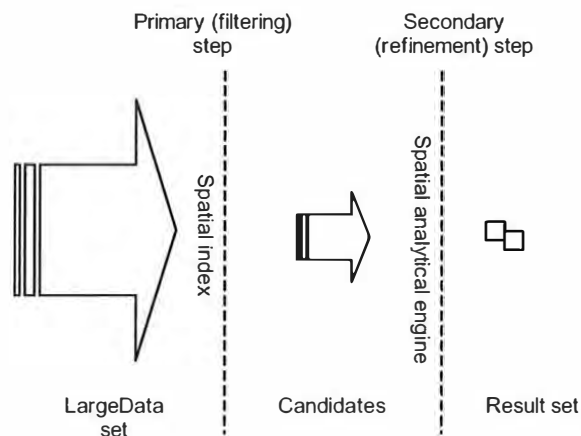 Primary (filtering)
step
Secondary
(refinement) step
Spatial index
Spatial analytical engine
LargeData
set
Candidates
Result set